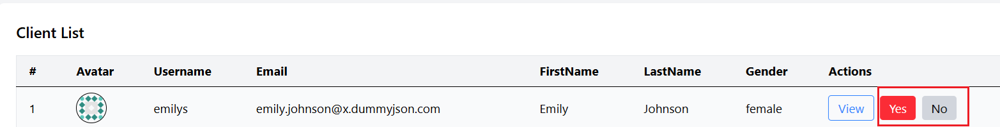 Client List
# Avatar Username Email FirstName LastName Gender Actions
1 emilys emily.johnson@x.dummyjson.com Emily Johnson female View Yes No